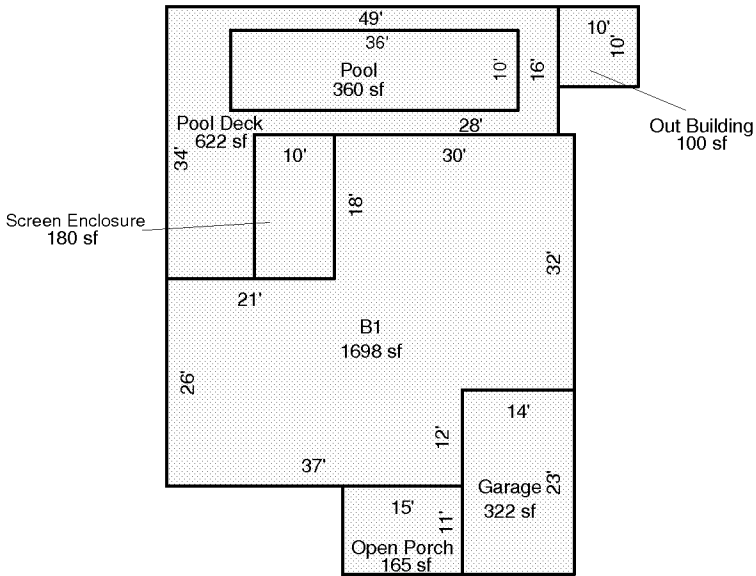 49'
10'
36'
10'
10'
16'
Pool
360 sf
Out Building
100 sf
Pool Deck
622 sf
28'
34'
10'
30'
18'
Screen Enclosure
180 sf
32'
21'
B1
1698 sf
26'
14'
12'
37'
23'
Garage
322 sf
15'
11'
Open Porch
165 sf